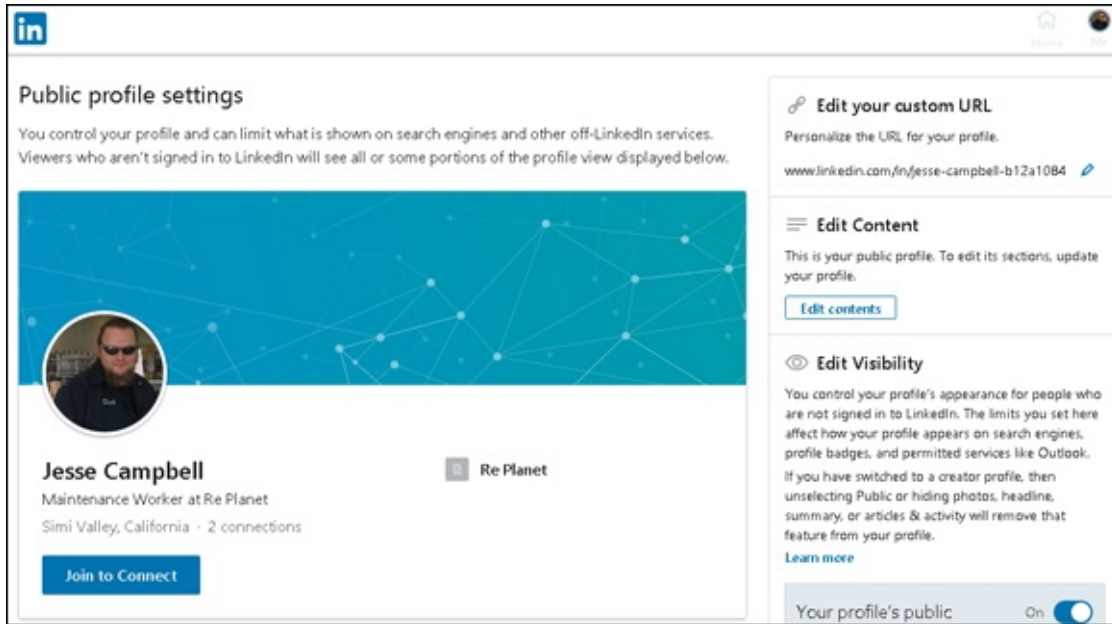 in
Home
Me
Public profile settings
You control your profile and can limit what is shown on search engines and other off-LinkedIn services.
Viewers who aren't signed in to LinkedIn will see all or some portions of the profile view displayed below.
Jesse Campbell
Maintenance Worker at Re Planet
Simi Valley, California · 2 connections
Join to Connect
Re Planet
Edit your custom URL
Personalize the URL for your profile.
www.linkedin.com/in/jesse-campbell-b12a1084
Edit Content
This is your public profile. To edit its sections, update
your profile.
Edit contents
Edit Visibility
You control your profile's appearance for people who
are not signed in to LinkedIn. The limits you set here
affect how your profile appears on search engines,
profile badges, and permitted services like Outlook.
If you have switched to a creator profile, then
unselecting Public or hiding photos, headline,
summary, or articles & activity will remove that
feature from your profile.
Learn more
Your profile's public
On